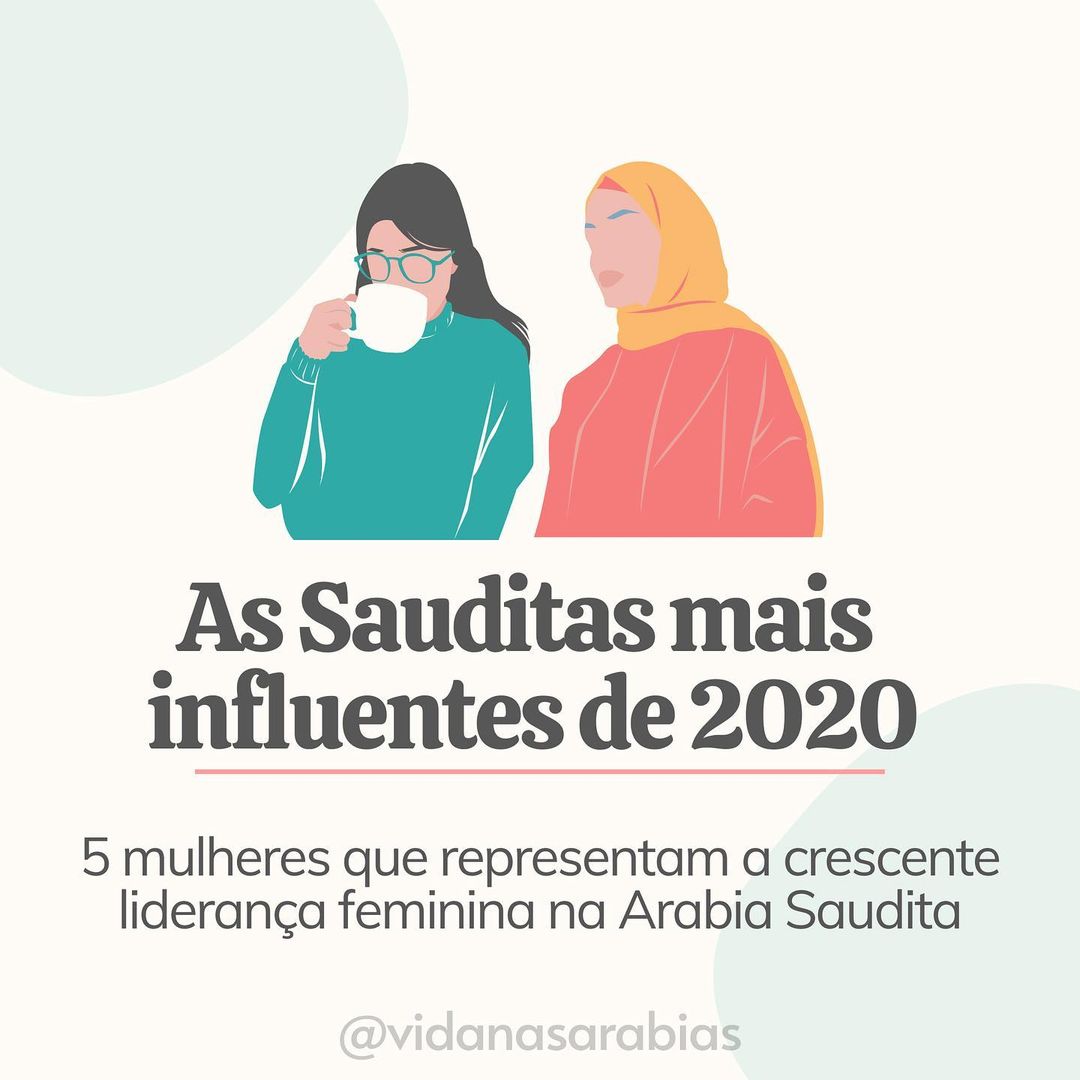 As Sauditas mais
influentes de 2020
5 mulheres que representam a crescente
liderança feminina na Arabia Saudita
@vidanasarabias